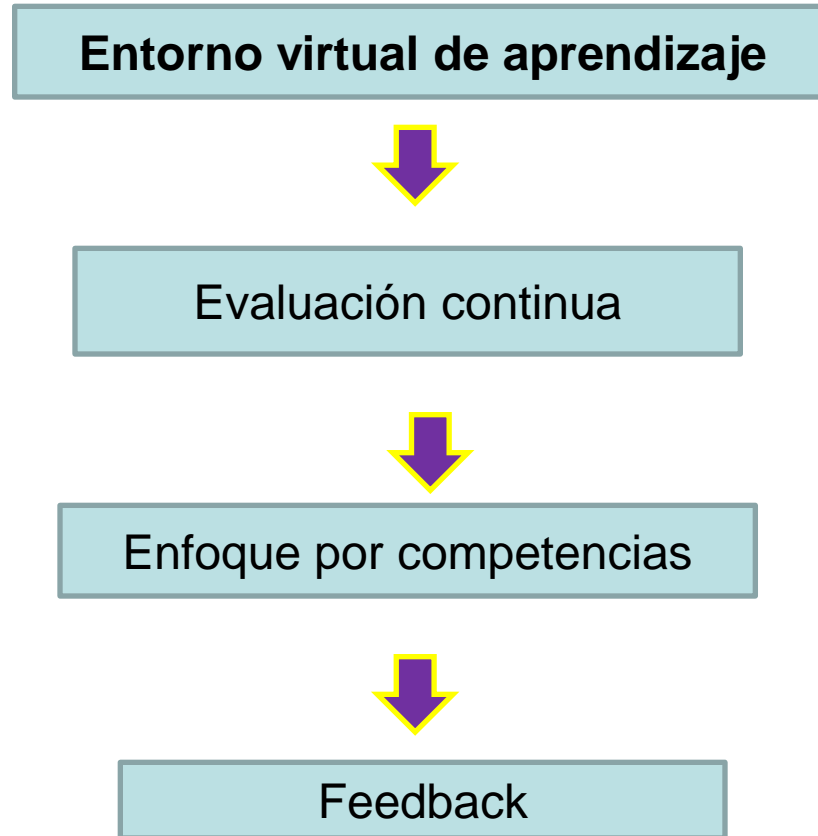 Entorno virtual de aprendizaje
Evaluación continua
Enfoque por competencias
Feedback